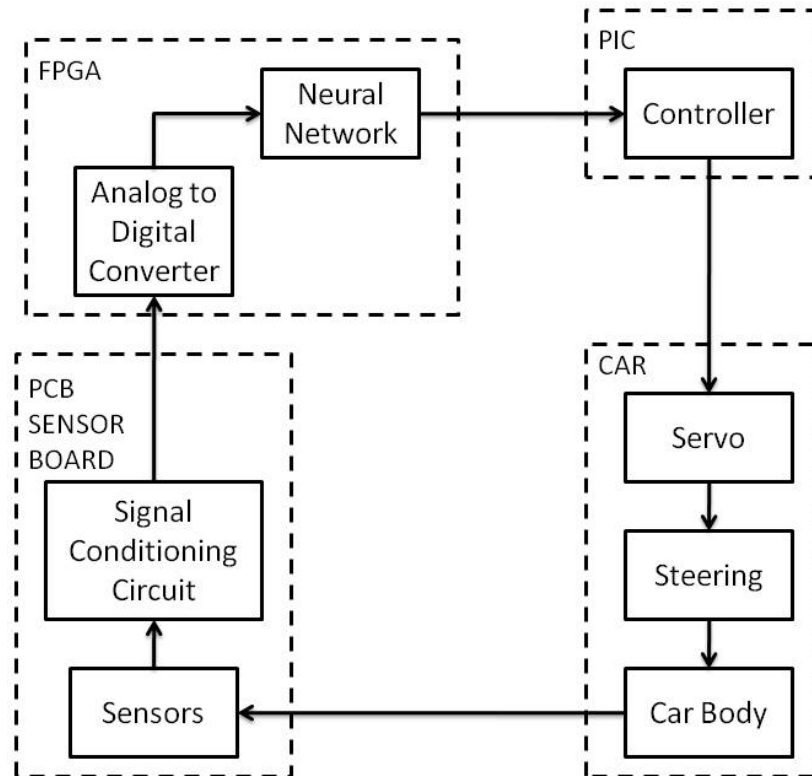 FPGA
Neural
Network
Analog to
Digital
Converter
PIC
Controller
PCB
SENSOR
BOARD
Signal
Conditioning
Circuit
Sensors
CAR
Servo
Steering
Car Body